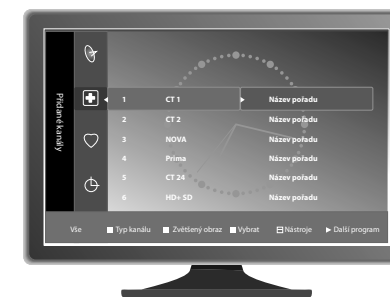 Přidané kanály
1 CT 1 Název pořadu
2 CT 2 Název pořadu
3 NOVA Název pořadu
4 Prima Název pořadu
5 CT 24 Název pořadu
6 HD+ SD Název pořadu
Vše Typ kanálu Zvětšený obraz Vybrat Nástroje Další program